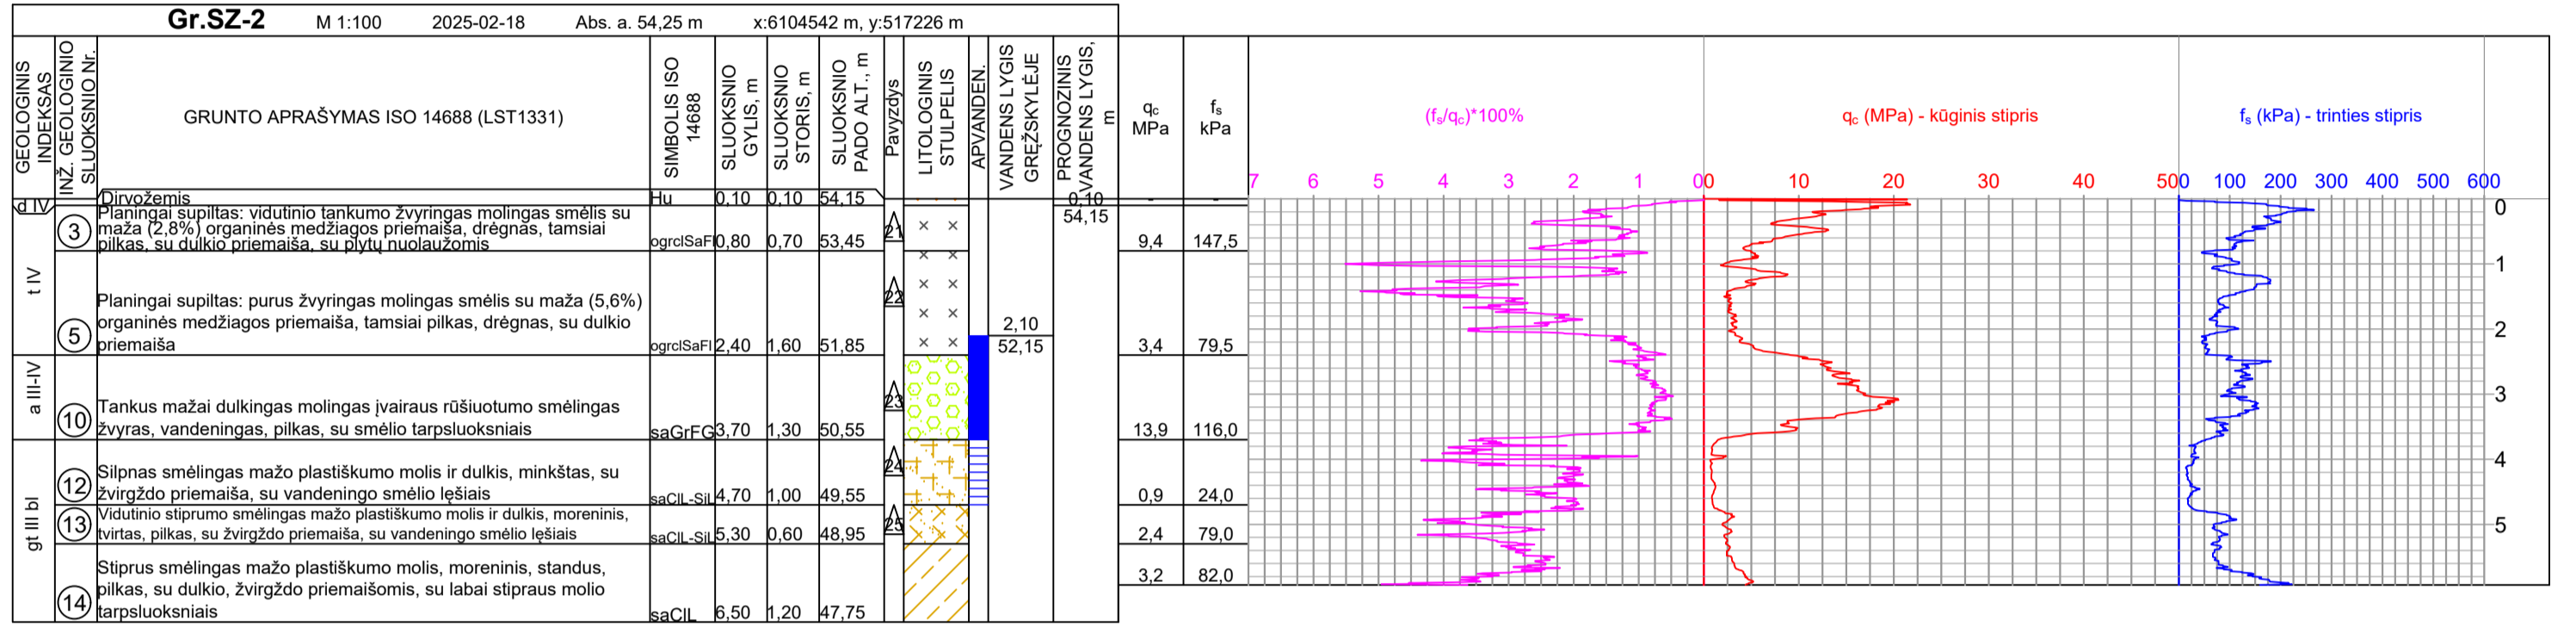 Gr.SZ-2 M 1:100 2025-02-18 Abs. a. 54,25 m x:6104542 m, y:517226 m
GEOLOGINIS
INDEKSAS
INŽ. GEOLOGINIO
SLUOKSNIO Nr.
GRUNTO APRAŠYMAS ISO 14688 (LST1331)
SIMBOLIS ISO
14688
SLUOKSNIO
GYLIS, m
SLUOKSNIO
STORIS, m
SLUOKSNIO
PADO ALT., m
Pavyzdys
LITOLOGINIS
STULPELIS
APVANDEN.
VANDENS LYGIS
GRĘŽSKYLĖJE
PROGNOZINIS
VANDENS LYGIS,
m
qc
MPa
fs
kPa
(fs/qc)*100%
qc (MPa) - kūginis stipris
fs (kPa) - trinties stipris
7 6 5 4 3 2 1 0
0 10 20 30 40 50
0 100 200 300 400 500 600
d IV
Dirvožemis
Hu 0,10 0,10 54,15
0,10
54,15
- -
t IV
3
Planingai supiltas: vidutinio tankumo žvyringas molingas smėlis su
maža (2,8%) organinės medžiagos priemaiša, drėgnas, tamsiai
pilkas, su dulkio priemaiša, su plytų nuolaužomis
ogrclSaFl 0,80 0,70 53,45
21
9,4 147,5
5
Planingai supiltas: purus žvyringas molingas smėlis su maža (5,6%)
organinės medžiagos priemaiša, tamsiai pilkas, drėgnas, su dulkio
priemaiša
ogrclSaFl 2,40 1,60 51,85
22
2,10
52,15
3,4 79,5
a III-IV
10
Tankus mažai dulkingas molingas įvairaus rūšiuotumo smėlingas
žvyras, vandeningas, pilkas, su smėlio tarpsluoksniais
saGrFG 3,70 1,30 50,55
23
13,9 116,0
gt III bl
12
Silpnas smėlingas mažo plastiškumo molis ir dulkis, minkštas, su
žvirgždo priemaiša, su vandeningo smėlio lęšiais
saClL-SiL 4,70 1,00 49,55
24
0,9 24,0
13
Vidutinio stiprumo smėlingas mažo plastiškumo molis ir dulkis, moreninis,
tvirtas, pilkas, su žvirgždo priemaiša, su vandeningo smėlio lęšiais
saClL-SiL 5,30 0,60 48,95
25
2,4 79,0
14
Stiprus smėlingas mažo plastiškumo molis, moreninis, standus,
pilkas, su dulkio, žvirgždo priemaišomis, su labai stipraus molio
tarpsluoksniais
saClL 6,50 1,20 47,75
3,2 82,0
0
1
2
3
4
5